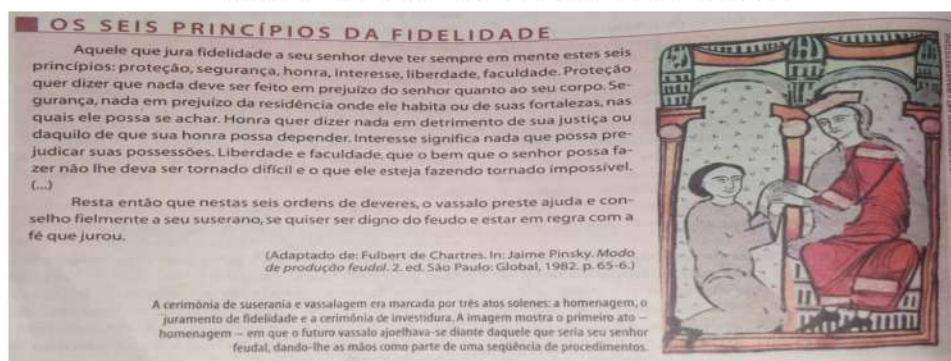 OS SEIS PRINCÍPIOS DA FIDELIDADE
Aquele que jura fidelidade a seu senhor deve ter sempre em mente estes seis
princípios: proteção, segurança, honra, interesse, liberdade, faculdade. Proteção
quer dizer que nada deve ser feito em prejuízo do senhor quanto ao seu corpo. Se-
gurança, nada em prejuízo da residência onde ele habita ou de suas fortalezas, nas
quais ele possa se achar. Honra quer dizer nada em detrimento de sua justiça ou
daquilo de que sua honra possa depender. Interesse significa nada que possa pre-
judicar suas possessões. Liberdade e faculdade, que o bem que o senhor possa fa-
zer não lhe deva ser tornado difícil e o que ele esteja fazendo tornado impossível.
(...)
Resta então que nestas seis ordens de deveres, o vassalo preste ajuda e con-
selho fielmente a seu suserano, se quiser ser digno do feudo e estar em regra com a
fé que jurou.
(Adaptado de: Fulbert de Chartres. In: Jaime Pinsky. Modo
de produção feudal. 2. ed. São Paulo: Global, 1982. p. 65-6.)
A cerimônia de suserania e vassalagem era marcada por três atos solenes: a homenagem, o
juramento de fidelidade e a cerimônia de investidura. A imagem mostra o primeiro ato —
homenagem — em que o futuro vassalo ajoelhava-se diante daquele que seria seu senhor
feudal, dando-lhe as mãos como parte de uma seqüência de procedimentos.